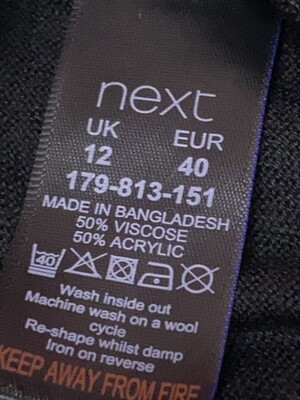 next
UK EUR
12 40
179-813-151
MADE IN BANGLADESH
50% VISCOSE
50% ACRYLIC
40
Wash inside out
Machine wash on a wool
cycle
Re-shape whilst damp
Iron on reverse
KEEP AWAY FROM FIRE